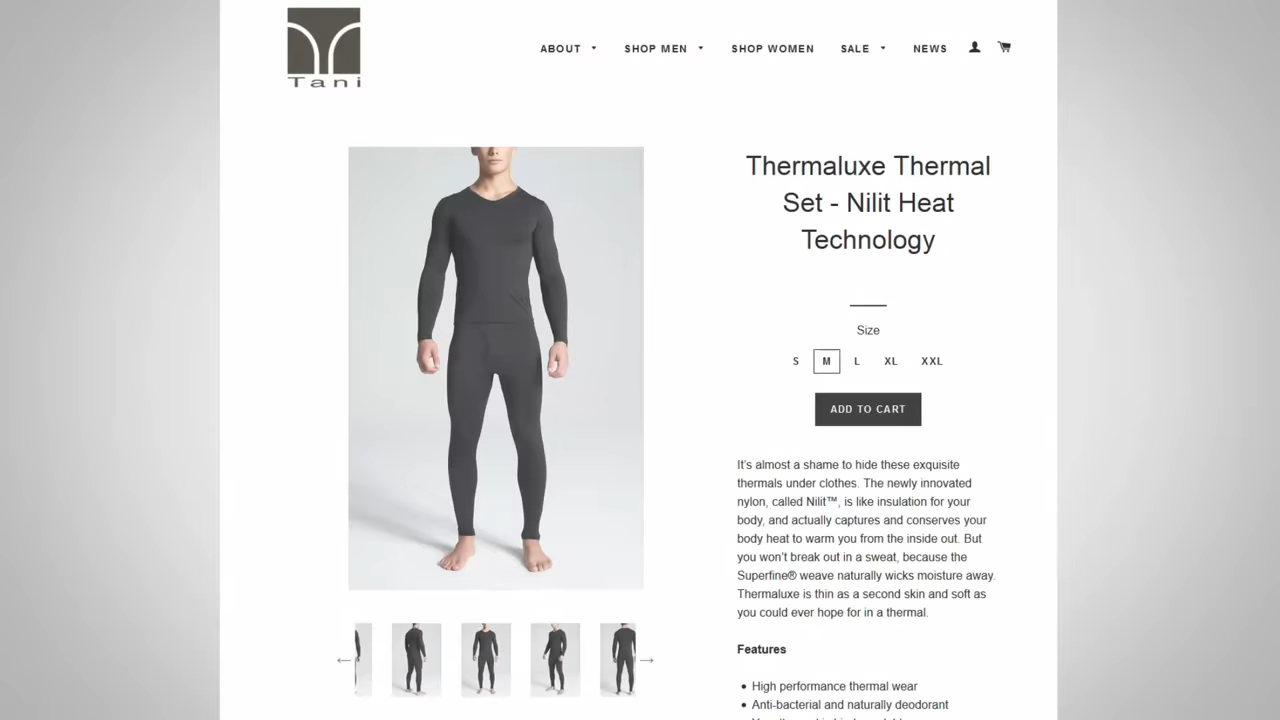 Tani
ABOUT
SHOP MEN
SHOP WOMEN
SALE
NEWS
Thermaluxe Thermal
Set - Nilit Heat
Technology
Size
S M L XL XXL
ADD TO CART
It's almost a shame to hide these exquisite
thermals under clothes. The newly innovated
nylon, called Nilit™, is like insulation for your
body, and actually captures and conserves your
body heat to warm you from the inside out. But
you won't break out in a sweat, because the
Superfine® weave naturally wicks moisture away.
Thermaluxe is thin as a second skin and soft as
you could ever hope for in a thermal.
Features
• High performance thermal wear
• Anti-bacterial and naturally deodorant